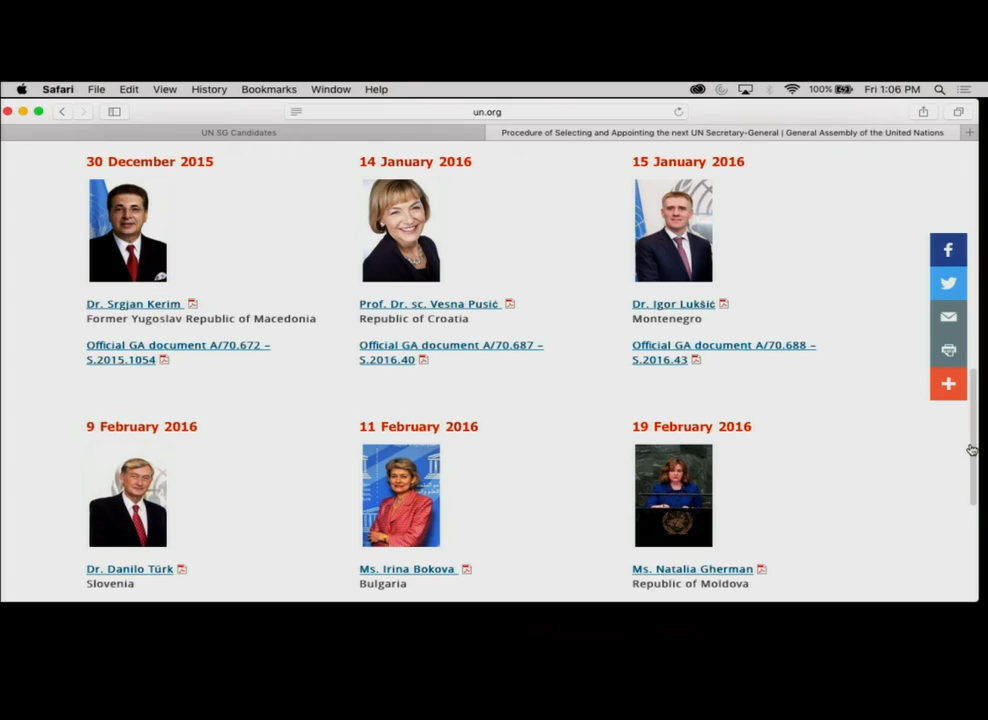 Safari File Edit View History Bookmarks Window Help 100% Fri 1:06 PM
un.org
UN SG Candidates
Procedure of Selecting and Appointing the next UN Secretary-General | General Assembly of the United Nations
30 December 2015
14 January 2016
15 January 2016
Dr. Srgjan Kerim
Former Yugoslav Republic of Macedonia
Official GA document A/70.672 –
S.2015.1054
Prof. Dr. sc. Vesna Pusić
Republic of Croatia
Official GA document A/70.687 –
S.2016.40
Dr. Igor Lukšić
Montenegro
Official GA document A/70.688 –
S.2016.43
9 February 2016
11 February 2016
19 February 2016
Dr. Danilo Türk
Slovenia
Ms. Irina Bokova
Bulgaria
Ms. Natalia Gherman
Republic of Moldova